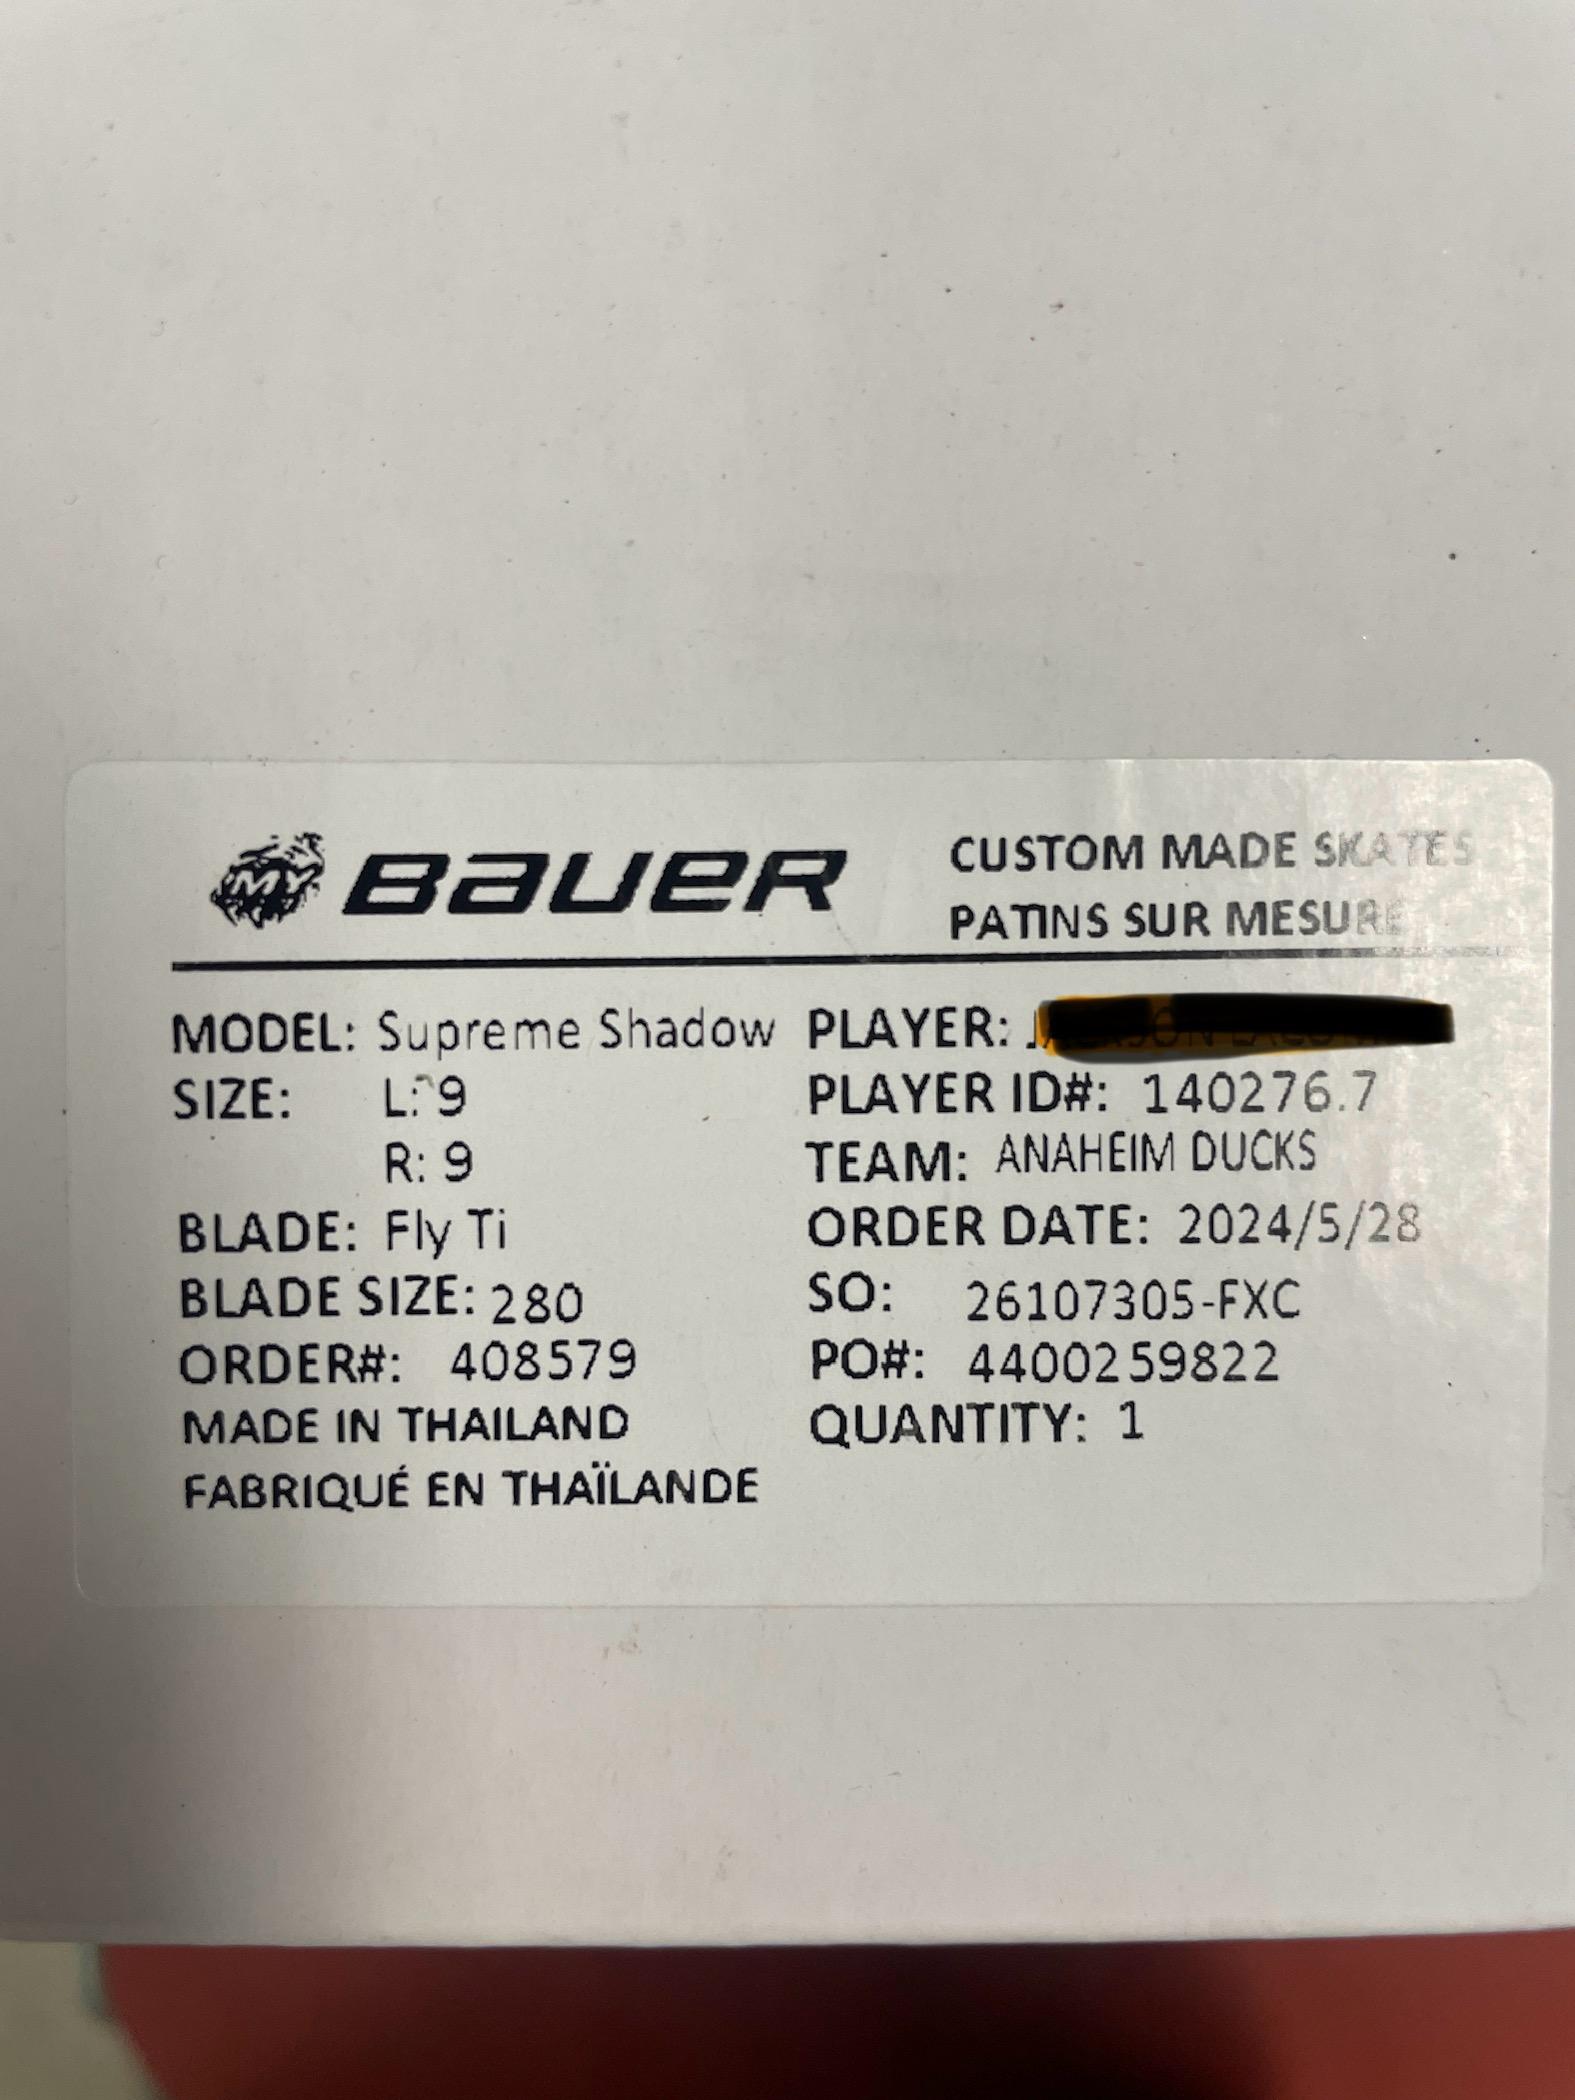 MY BAUER
CUSTOM MADE SKATES
PATINS SUR MESURE
MODEL: Supreme Shadow
SIZE: L: 9
R: 9
BLADE: Fly Ti
BLADE SIZE: 280
ORDER#: 408579
MADE IN THAILAND
FABRIQUÉ EN THAÏLANDE
PLAYER:
PLAYER ID#: 140276.7
TEAM: ANAHEIM DUCKS
ORDER DATE: 2024/5/28
SO: 26107305-FXC
PO#: 4400259822
QUANTITY: 1